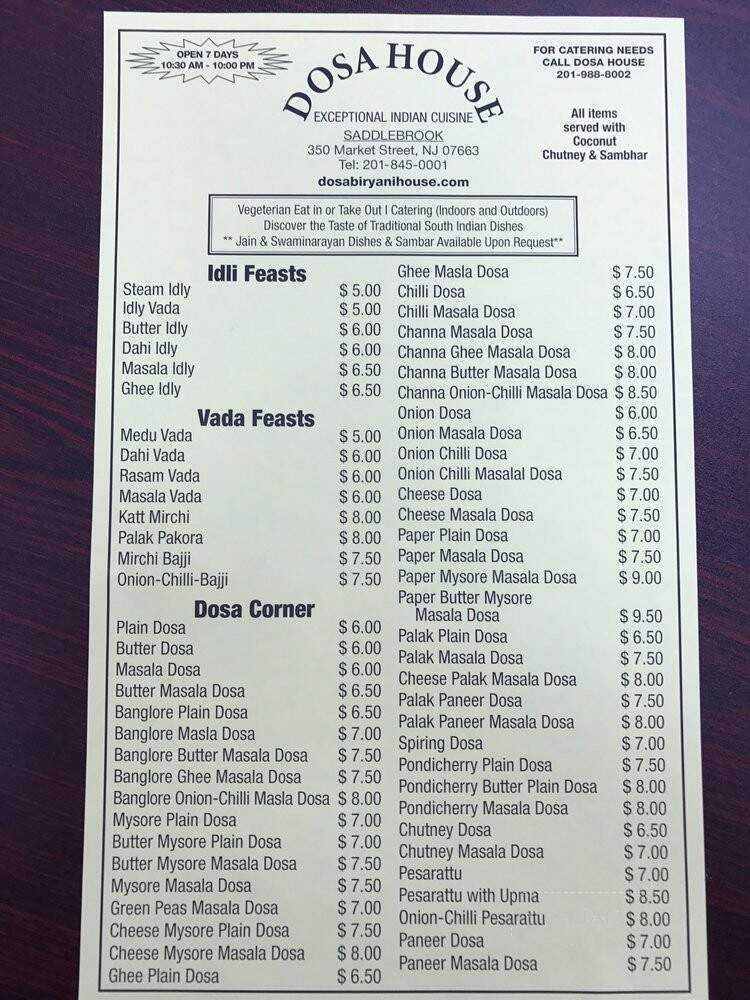 OPEN 7 DAYS
10:30 AM - 10:00 PM
DOSA HOUSE
EXCEPTIONAL INDIAN CUISINE
SADDLEBROOK
350 Market Street, NJ 07663
Tel: 201-845-0001
dosabiryanihouse.com
FOR CATERING NEEDS
CALL DOSA HOUSE
201-988-8002
All items
served with
Coconut
Chutney & Sambhar
Vegeterian Eat in or Take Out I Catering (Indoors and Outdoors)
Discover the Taste of Traditional South Indian Dishes
** Jain & Swaminarayan Dishes & Sambar Available Upon Request**
Idli Feasts
Steam Idly $ 5.00
Idly Vada $ 5.00
Butter Idly $ 6.00
Dahi Idly $ 6.00
Masala Idly $ 6.50
Ghee Idly $ 6.50
Vada Feasts
Medu Vada $ 5.00
Dahi Vada $ 6.00
Rasam Vada $ 6.00
Masala Vada $ 6.00
Katt Mirchi $ 8.00
Palak Pakora $ 8.00
Mirchi Bajji $ 7.50
Onion-Chilli-Bajji $ 7.50
Dosa Corner
Plain Dosa $ 6.00
Butter Dosa $ 6.00
Masala Dosa $ 6.00
Butter Masala Dosa $ 6.50
Banglore Plain Dosa $ 6.50
Banglore Masla Dosa $ 7.00
Banglore Butter Masala Dosa $ 7.50
Banglore Ghee Masala Dosa $ 7.50
Banglore Onion-Chilli Masla Dosa $ 8.00
Mysore Plain Dosa $ 7.00
Butter Mysore Plain Dosa $ 7.00
Butter Mysore Masala Dosa $ 7.50
Mysore Masala Dosa $ 7.50
Green Peas Masala Dosa $ 7.00
Cheese Mysore Plain Dosa $ 7.50
Cheese Mysore Masala Dosa $ 8.00
Ghee Plain Dosa $ 6.50
Ghee Masla Dosa $ 7.50
Chilli Dosa $ 6.50
Chilli Masala Dosa $ 7.00
Channa Masala Dosa $ 7.50
Channa Ghee Masala Dosa $ 8.00
Channa Butter Masala Dosa $ 8.00
Channa Onion-Chilli Masala Dosa $ 8.50
Onion Dosa $ 6.00
Onion Masala Dosa $ 6.50
Onion Chilli Dosa $ 7.00
Onion Chilli Masalal Dosa $ 7.50
Cheese Dosa $ 7.00
Cheese Masala Dosa $ 7.50
Paper Plain Dosa $ 7.00
Paper Masala Dosa $ 7.50
Paper Mysore Masala Dosa $ 9.00
Paper Butter Mysore
Masala Dosa $ 9.50
Palak Plain Dosa $ 6.50
Palak Masala Dosa $ 7.50
Cheese Palak Masala Dosa $ 8.00
Palak Paneer Dosa $ 7.50
Palak Paneer Masala Dosa $ 8.00
Spiring Dosa $ 7.00
Pondicherry Plain Dosa $ 7.50
Pondicherry Butter Plain Dosa $ 8.00
Pondicherry Masala Dosa $ 8.00
Chutney Dosa $ 6.50
Chutney Masala Dosa $ 7.00
Pesarattu $ 7.00
Pesarattu with Upma $ 8.50
Onion-Chilli Pesarattu $ 8.00
Paneer Dosa $ 7.00
Paneer Masala Dosa $ 7.50